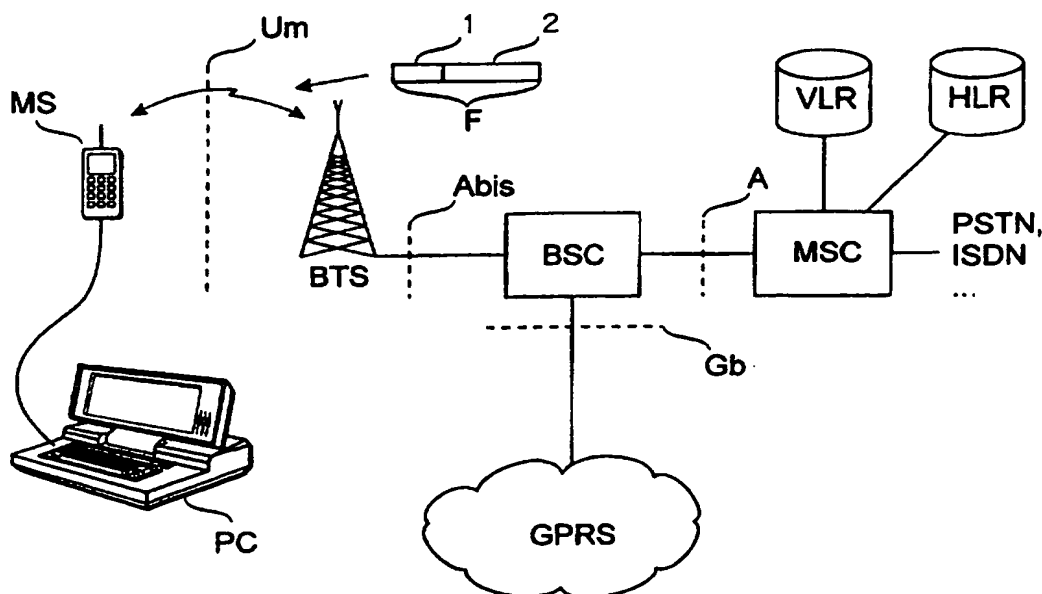 Um
1
2
MS
F
VLR
HLR
Abis
A
BTS
BSC
MSC
PSTN,
ISDN
...
Gb
PC
GPRS